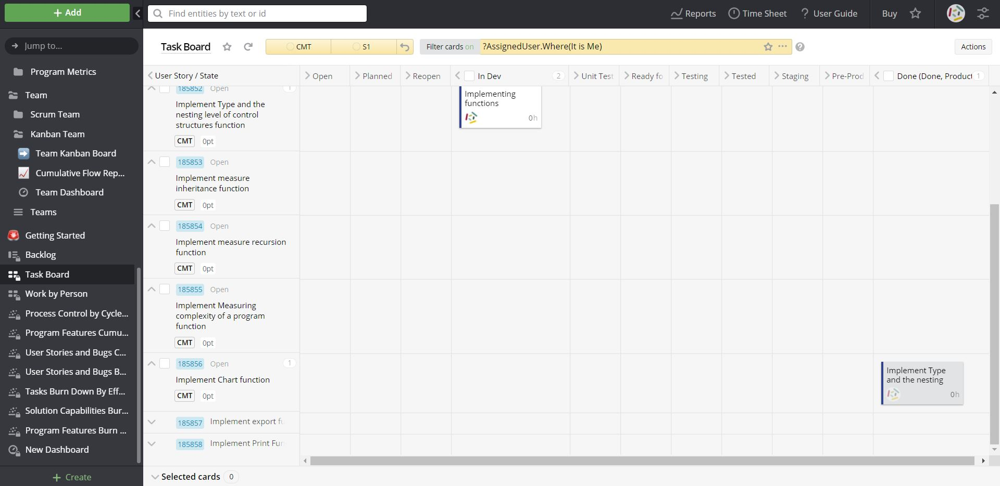 + Add
Find entities by text or id
Reports
Time Sheet
? User Guide
Buy
Jump to...
Program Metrics
Team
Scrum Team
Kanban Team
Team Kanban Board
Cumulative Flow Rep...
Team Dashboard
Teams
Getting Started
Backlog
Task Board
Work by Person
Process Control by Cycle...
Program Features Cumu...
User Stories and Bugs C...
User Stories and Bugs B...
Tasks Burn Down By Eff...
Solution Capabilities Bur...
Program Features Burn ...
New Dashboard
+ Create
Task Board
CMT
S1
Filter cards on
?AssignedUser.Where(It is Me)
...
?
Actions
User Story / State
Open
Planned
Reopen
In Dev
2
Unit Test
Ready fo
Testing
Tested
Staging
Pre-Prod
Done (Done, Product
1
185852 Open 1
Implement Type and the
nesting level of control
structures function
CMT 0pt
Implementing
functions
0h
185853 Open
Implement measure
inheritance function
CMT 0pt
185854 Open
Implement measure recursion
function
CMT 0pt
185855 Open
Implement Measuring
complexity of a program
function
CMT 0pt
185856 Open 1
Implement Chart function
CMT 0pt
Implement Type
and the nesting
0h
185857 Implement export fu
185858 Implement Print Fun
Selected cards 0